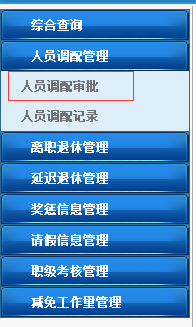 综合查询
人员调配管理
人员调配审批
人员调配记录
离职退休管理
延迟退休管理
奖惩信息管理
请假信息管理
职级考核管理
减免工作量管理